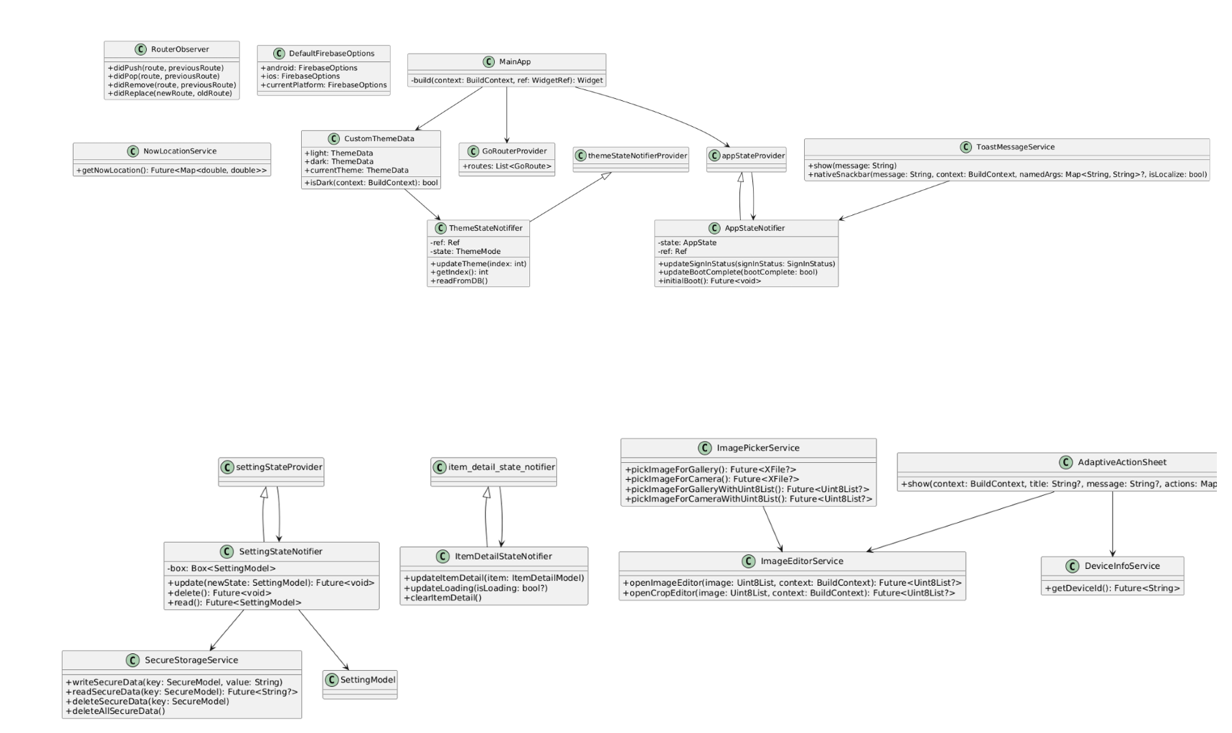 C RouterObserver
+didPush(route, previousRoute)
+didPop(route, previousRoute)
+didRemove(route, previousRoute)
+didReplace(newRoute, oldRoute)
C DefaultFirebaseOptions
+android: FirebaseOptions
+ios: FirebaseOptions
+currentPlatform: FirebaseOptions
C MainApp
-build(context: BuildContext, ref: WidgetRef): Widget
C NowLocationService
+getNowLocation(): Future<Map<double, double>>
C CustomThemeData
+light: ThemeData
+dark: ThemeData
+currentTheme: ThemeData
+isDark(context: BuildContext): bool
C GoRouterProvider
+routes: List<GoRoute>
C themeStateNotifierProvider
C appStateProvider
C ToastMessageService
+show(message: String)
+nativeSnackbar(message: String, context: BuildContext, namedArgs: Map<String, String>?, isLocalize: bool)
C ThemeStateNotififer
-ref: Ref
-state: ThemeMode
+updateTheme(index: int)
+getIndex(): int
+readFromDB()
C AppStateNotifier
-state: AppState
-ref: Ref
+updateSignInStatus(signInStatus: SignInStatus)
+updateBootComplete(bootComplete: bool)
+initialBoot(): Future<void>
C settingStateProvider
C item_detail_state_notifier
C ImagePickerService
+pickImageForGallery(): Future<XFile?>
+pickImageForCamera(): Future<XFile?>
+pickImageForGalleryWithUint8List(): Future<Uint8List?>
+pickImageForCameraWithUint8List(): Future<Uint8List?>
C AdaptiveActionSheet
+show(context: BuildContext, title: String?, message: String?, actions: Map
C SettingStateNotifier
-box: Box<SettingModel>
+update(newState: SettingModel): Future<void>
+delete(): Future<void>
+read(): Future<SettingModel>
C ItemDetailStateNotifier
+updateItemDetail(item: ItemDetailModel)
+updateLoading(isLoading: bool?)
+clearItemDetail()
C ImageEditorService
+openImageEditor(image: Uint8List, context: BuildContext): Future<Uint8List?>
+openCropEditor(image: Uint8List, context: BuildContext): Future<Uint8List?>
C DeviceInfoService
+getDeviceId(): Future<String>
C SecureStorageService
+writeSecureData(key: SecureModel, value: String)
+readSecureData(key: SecureModel): Future<String?>
+deleteSecureData(key: SecureModel)
+deleteAllSecureData()
C SettingModel